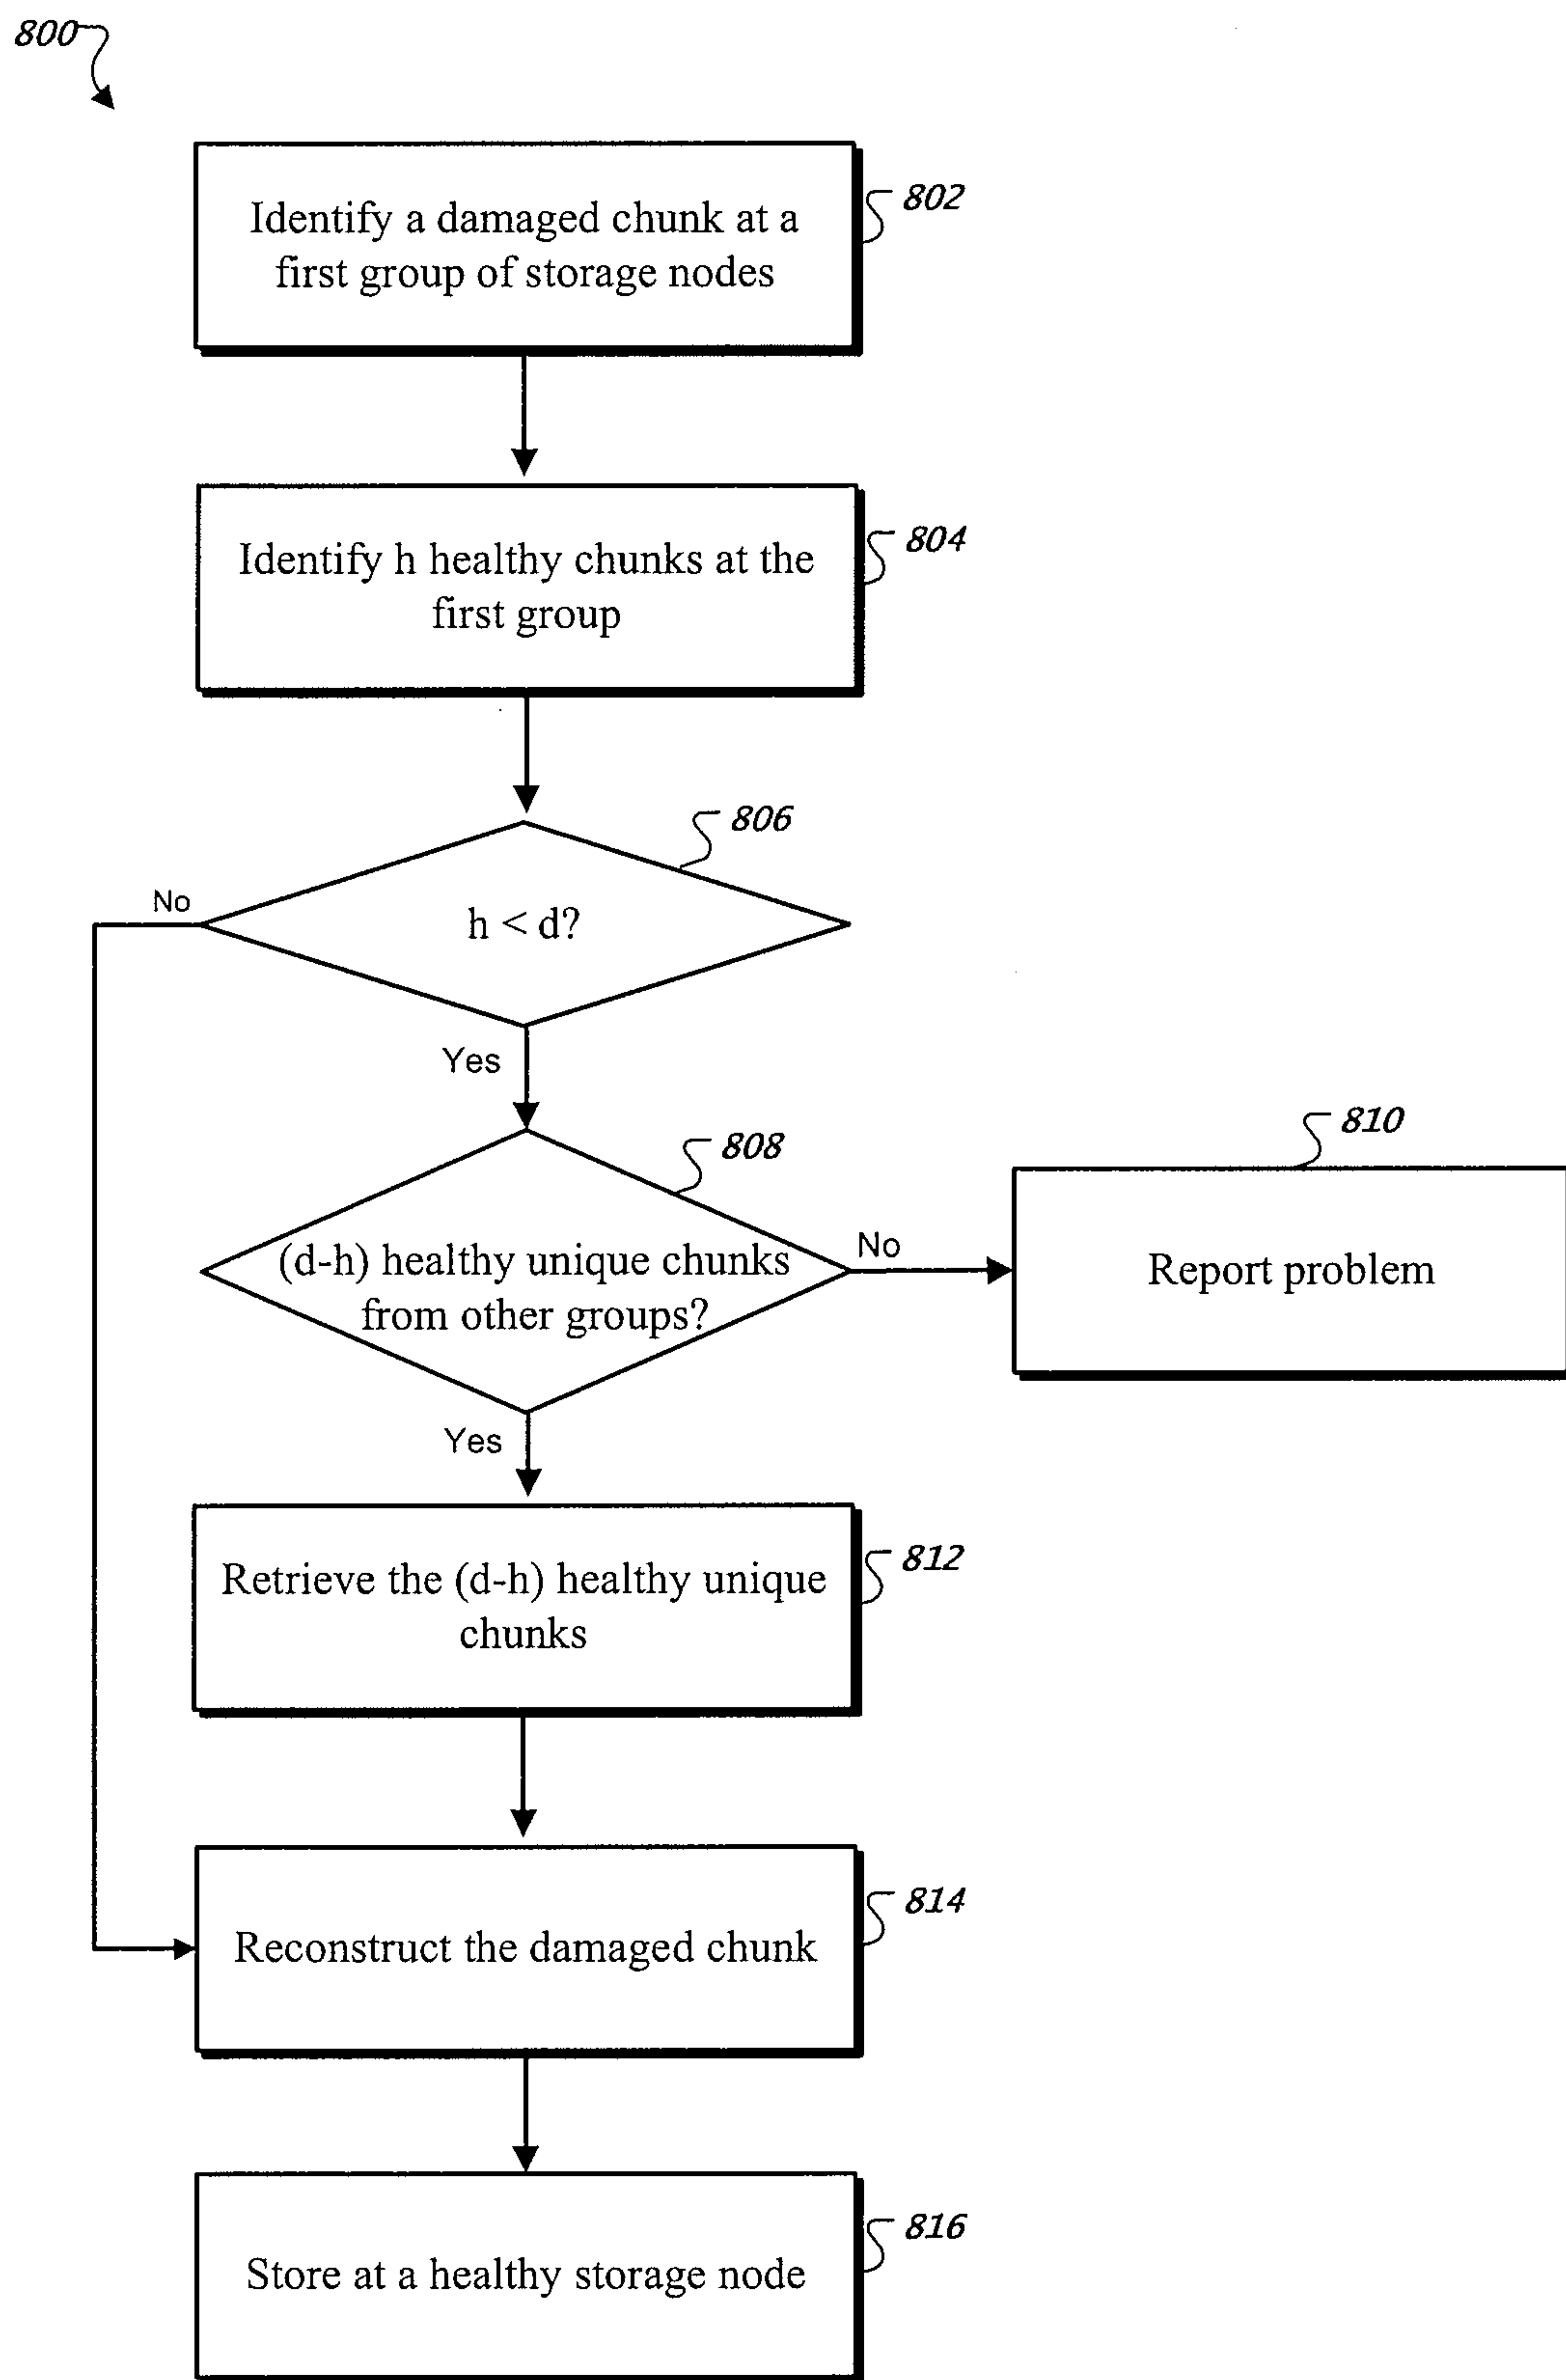 800
Identify a damaged chunk at a
first group of storage nodes
802
Identify h healthy chunks at the
first group
804
806
No
h < d?
Yes
808
810
(d-h) healthy unique chunks
from other groups?
No
Report problem
Yes
Retrieve the (d-h) healthy unique
chunks
812
Reconstruct the damaged chunk
814
Store at a healthy storage node
816